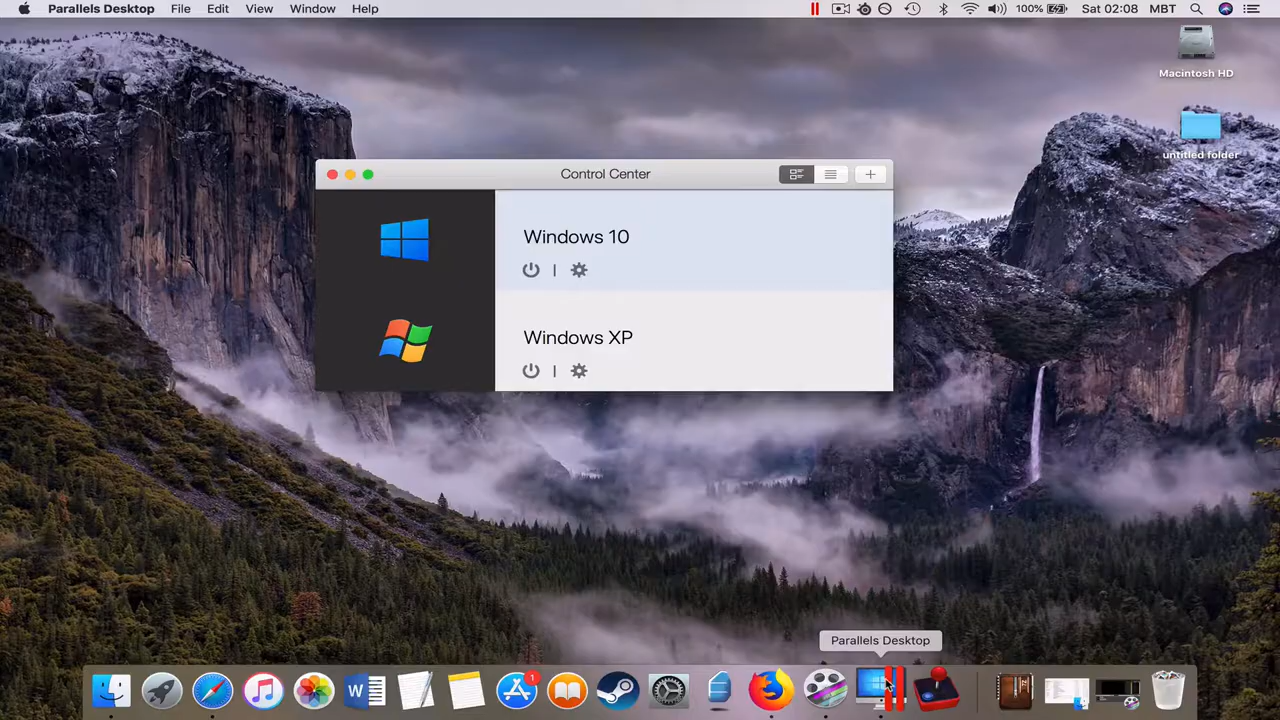 Parallels Desktop File Edit View Window Help
100% Sat 02:08 MBT
Macintosh HD
untitled folder
Control Center
Windows 10
Windows XP
Parallels Desktop
1
W